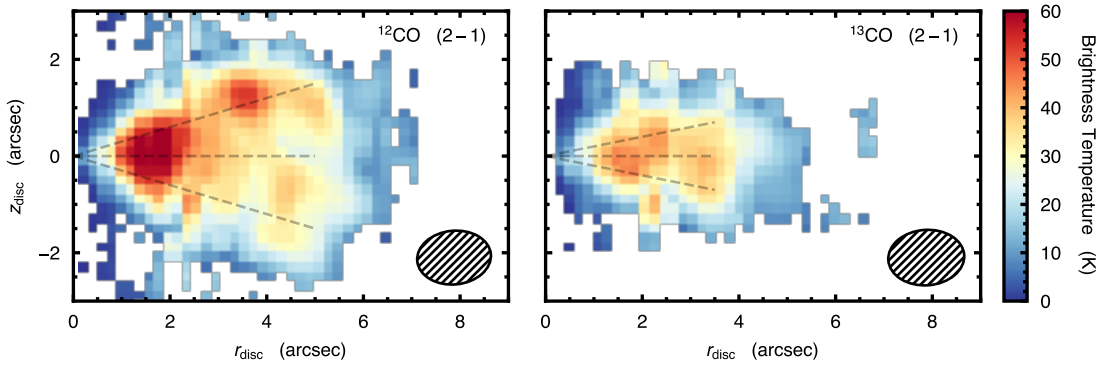 ¹²CO (2 − 1)
¹³CO (2 − 1)
z_disc (arcsec)
2
0
−2
0 2 4 6 8
0 2 4 6 8
r_disc (arcsec)
r_disc (arcsec)
60
50
40
30
20
10
0
Brightness Temperature (K)